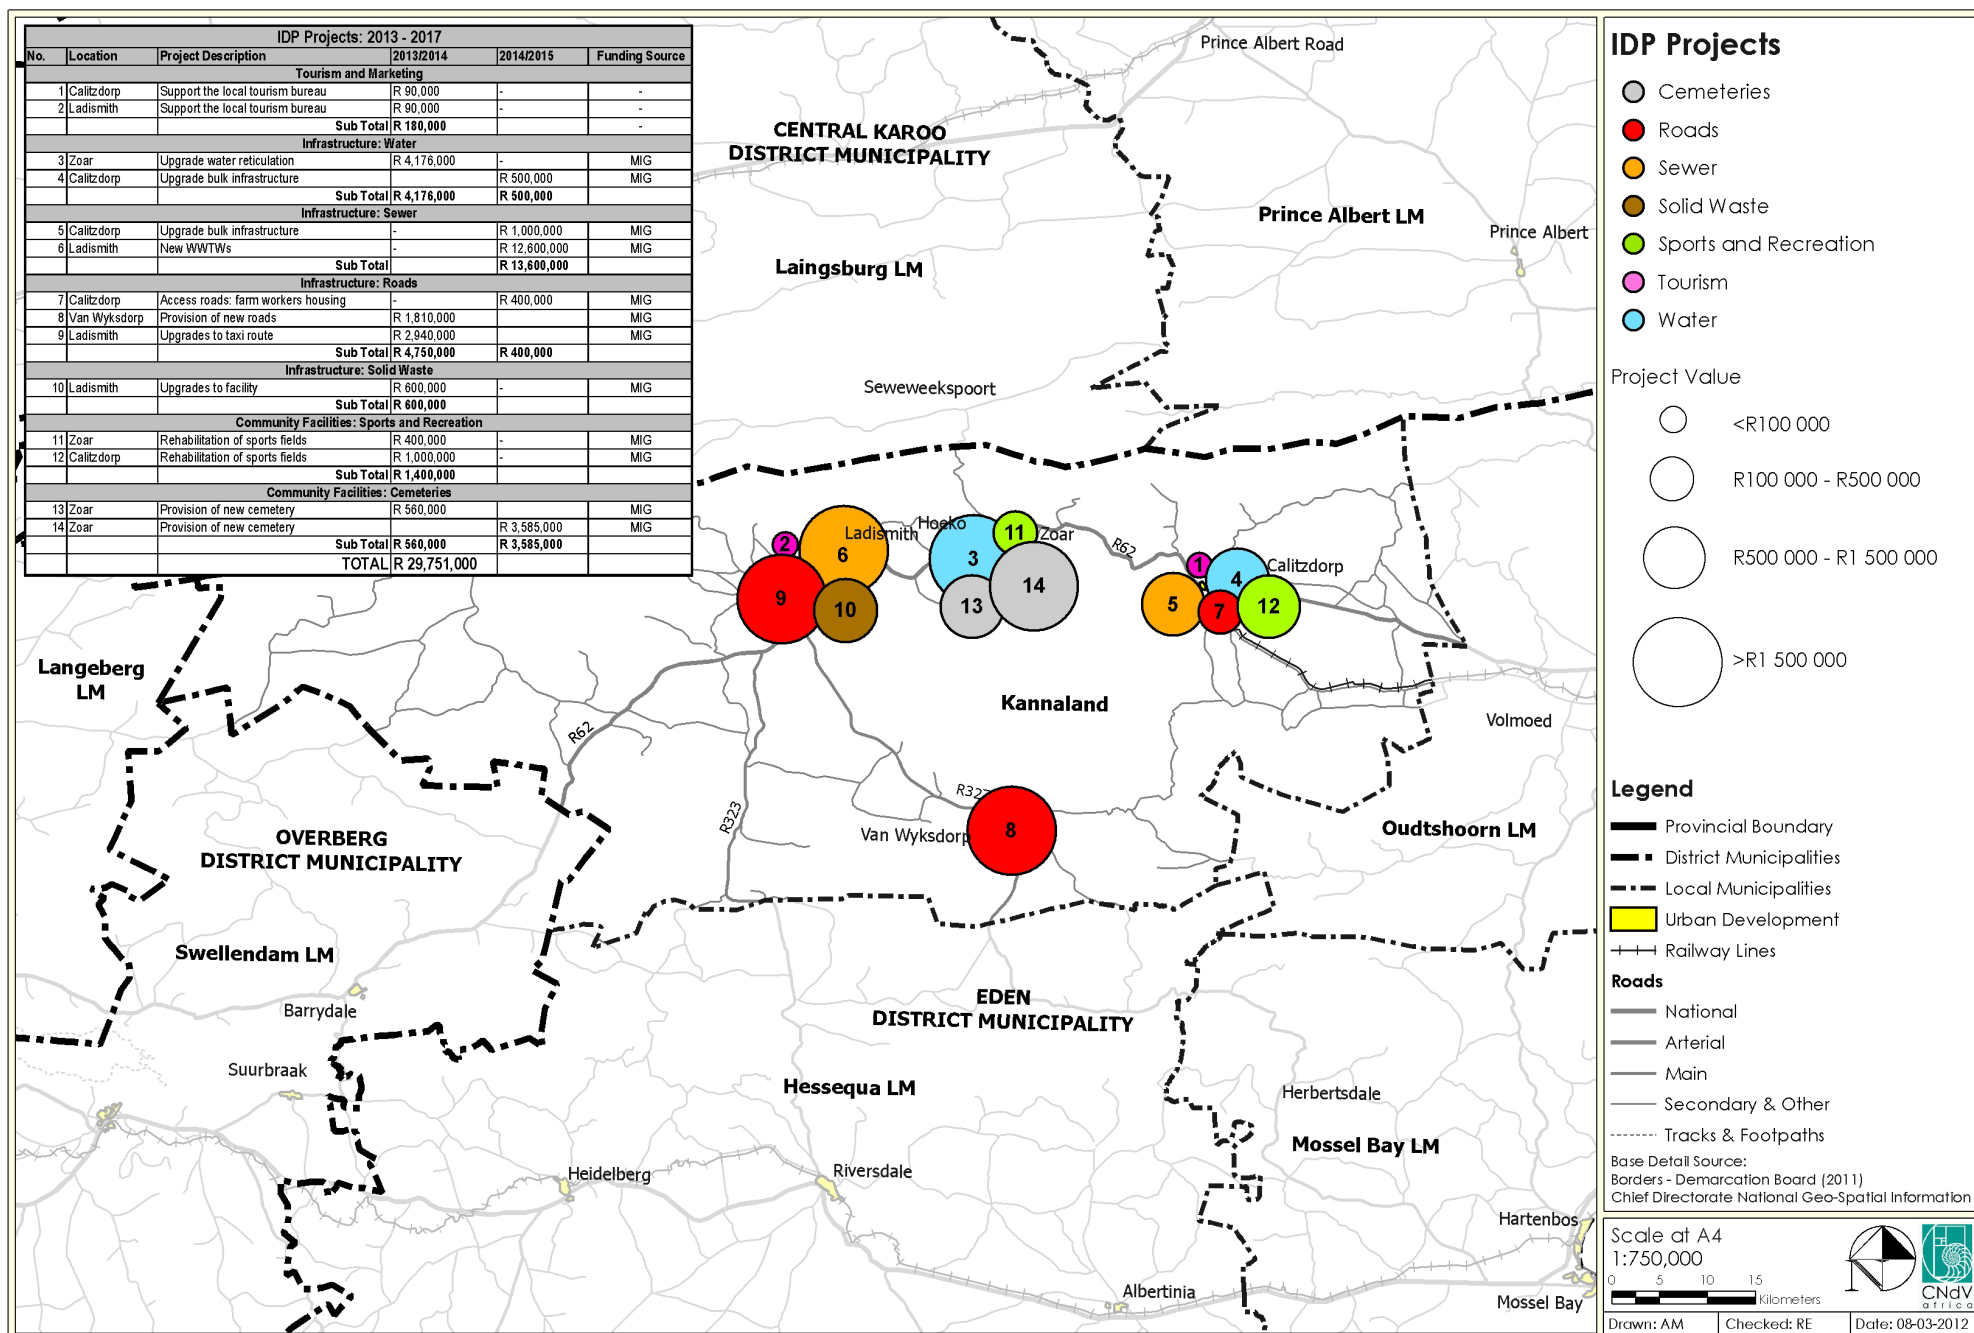 IDP Projects: 2013 - 2017
No. Location Project Description 2013/2014 2014/2015 Funding Source
Tourism and Marketing
1 Calitzdorp Support the local tourism bureau R 90,000 - -
2 Ladismith Support the local tourism bureau R 90,000 - -
Sub Total R 180,000 -
Infrastructure: Water
3 Zoar Upgrade water reticulation R 4,176,000 - MIG
4 Calitzdorp Upgrade bulk infrastructure R 500,000 MIG
Sub Total R 4,176,000 R 500,000
Infrastructure: Sewer
5 Calitzdorp Upgrade bulk infrastructure - R 1,000,000 MIG
6 Ladismith New WWTWs - R 12,600,000 MIG
Sub Total R 13,600,000
Infrastructure: Roads
7 Calitzdorp Access roads: farm workers housing - R 400,000 MIG
8 Van Wyksdorp Provision of new roads R 1,810,000 MIG
9 Ladismith Upgrades to taxi route R 2,940,000 MIG
Sub Total R 4,750,000 R 400,000
Infrastructure: Solid Waste
10 Ladismith Upgrades to facility R 600,000 - MIG
Sub Total R 600,000
Community Facilities: Sports and Recreation
11 Zoar Rehabilitation of sports fields R 400,000 - MIG
12 Calitzdorp Rehabilitation of sports fields R 1,000,000 - MIG
Sub Total R 1,400,000
Community Facilities: Cemeteries
13 Zoar Provision of new cemetery R 560,000 MIG
14 Zoar Provision of new cemetery R 3,585,000 MIG
Sub Total R 560,000 R 3,585,000
TOTAL R 29,751,000
Prince Albert Road
CENTRAL KAROO
DISTRICT MUNICIPALITY
Prince Albert LM
Prince Albert
Laingsburg LM
Seweweekspoort
2
6
Ladismith
Hoeko
3
11
Zoar
R62
1
4
Calitzdorp
9
10
13
14
5
7
12
Langeberg
LM
Kannaland
Volmoed
R62
R323
R327
Van Wyksdorp
8
Oudtshoorn LM
OVERBERG
DISTRICT MUNICIPALITY
Swellendam LM
Barrydale
EDEN
DISTRICT MUNICIPALITY
Suurbraak
Hessequa LM
Herbertsdale
Mossel Bay LM
Heidelberg
Riversdale
Hartenbos
Albertinia
Mossel Bay
IDP Projects
Cemeteries
Roads
Sewer
Solid Waste
Sports and Recreation
Tourism
Water
Project Value
<R100 000
R100 000 - R500 000
R500 000 - R1 500 000
>R1 500 000
Legend
Provincial Boundary
District Municipalities
Local Municipalities
Urban Development
Railway Lines
Roads
National
Arterial
Main
Secondary & Other
Tracks & Footpaths
Base Detail Source:
Borders - Demarcation Board (2011)
Chief Directorate National Geo-Spatial Information
Scale at A4
1:750,000
0 5 10 15
Kilometers
N
CNdV
africa
Drawn: AM Checked: RE Date: 08-03-2012